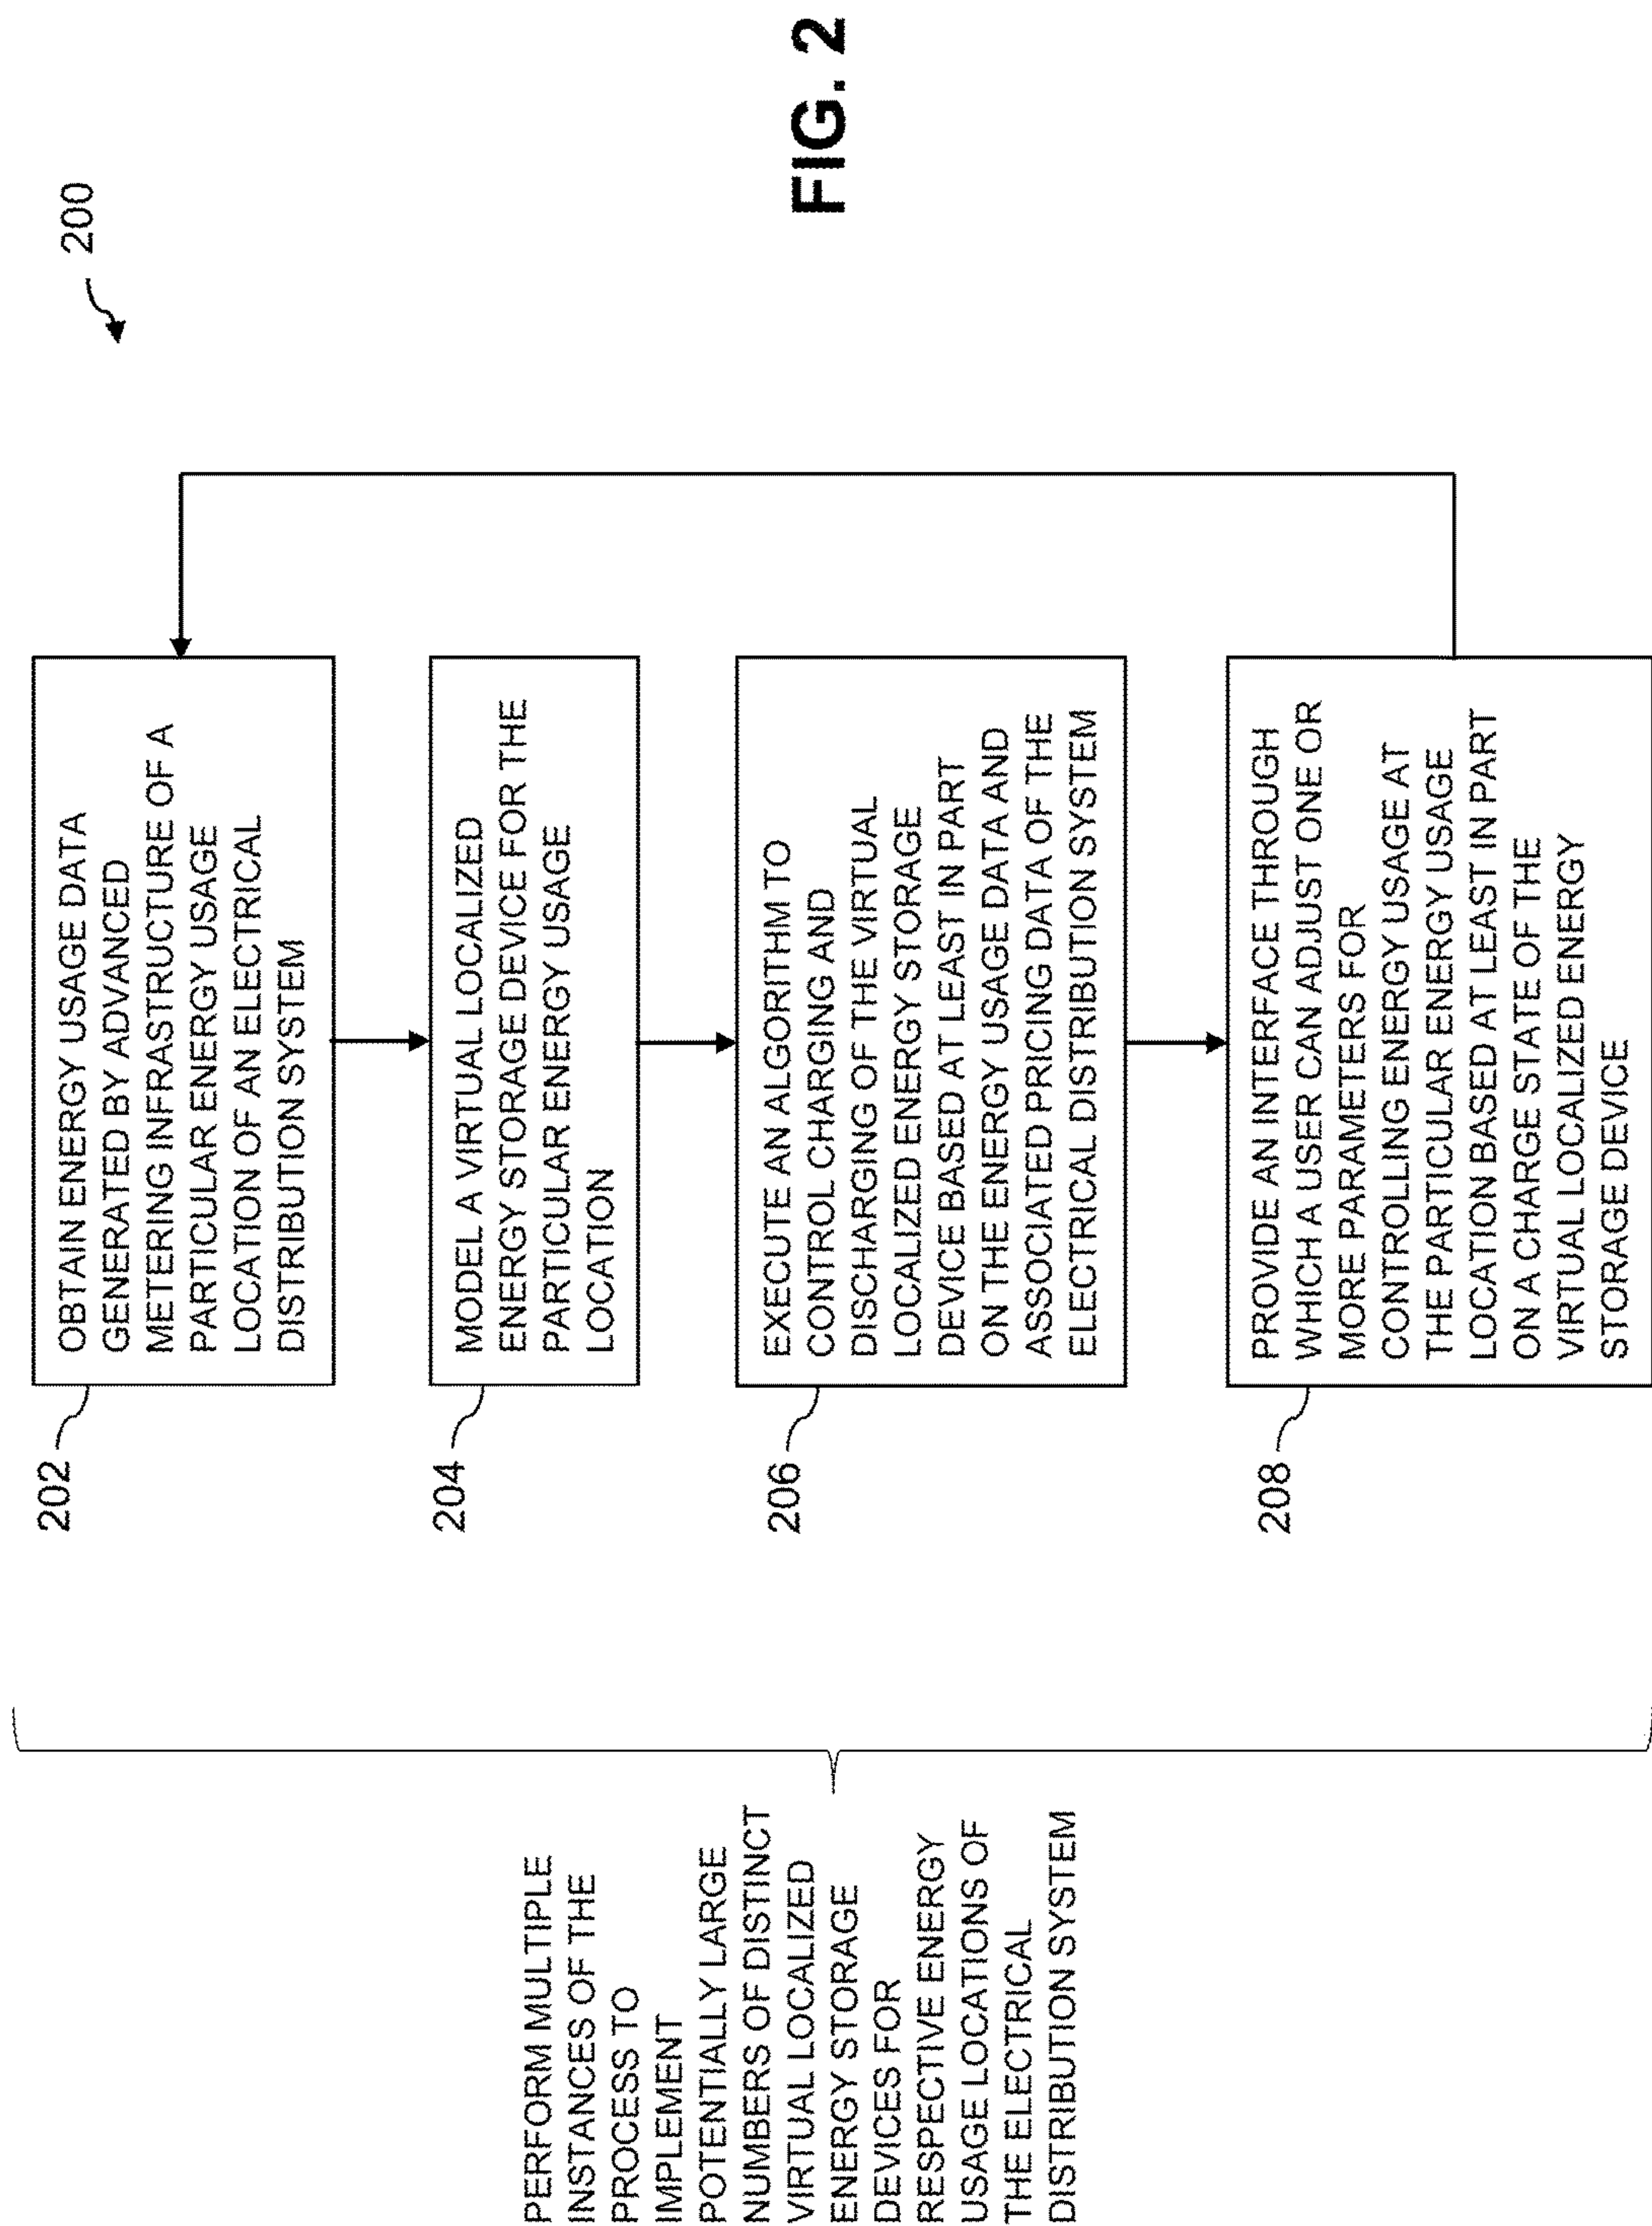 200
202
OBTAIN ENERGY USAGE DATA
GENERATED BY ADVANCED
METERING INFRASTRUCTURE OF A
PARTICULAR ENERGY USAGE
LOCATION OF AN ELECTRICAL
DISTRIBUTION SYSTEM
204
MODEL A VIRTUAL LOCALIZED
ENERGY STORAGE DEVICE FOR THE
PARTICULAR ENERGY USAGE
LOCATION
206
EXECUTE AN ALGORITHM TO
CONTROL CHARGING AND
DISCHARGING OF THE VIRTUAL
LOCALIZED ENERGY STORAGE
DEVICE BASED AT LEAST IN PART
ON THE ENERGY USAGE DATA AND
ASSOCIATED PRICING DATA OF THE
ELECTRICAL DISTRIBUTION SYSTEM
208
PROVIDE AN INTERFACE THROUGH
WHICH A USER CAN ADJUST ONE OR
MORE PARAMETERS FOR
CONTROLLING ENERGY USAGE AT
THE PARTICULAR ENERGY USAGE
LOCATION BASED AT LEAST IN PART
ON A CHARGE STATE OF THE
VIRTUAL LOCALIZED ENERGY
STORAGE DEVICE
PERFORM MULTIPLE
INSTANCES OF THE
PROCESS TO
IMPLEMENT
POTENTIALLY LARGE
NUMBERS OF DISTINCT
VIRTUAL LOCALIZED
ENERGY STORAGE
DEVICES FOR
RESPECTIVE ENERGY
USAGE LOCATIONS OF
THE ELECTRICAL
DISTRIBUTION SYSTEM
FIG. 2